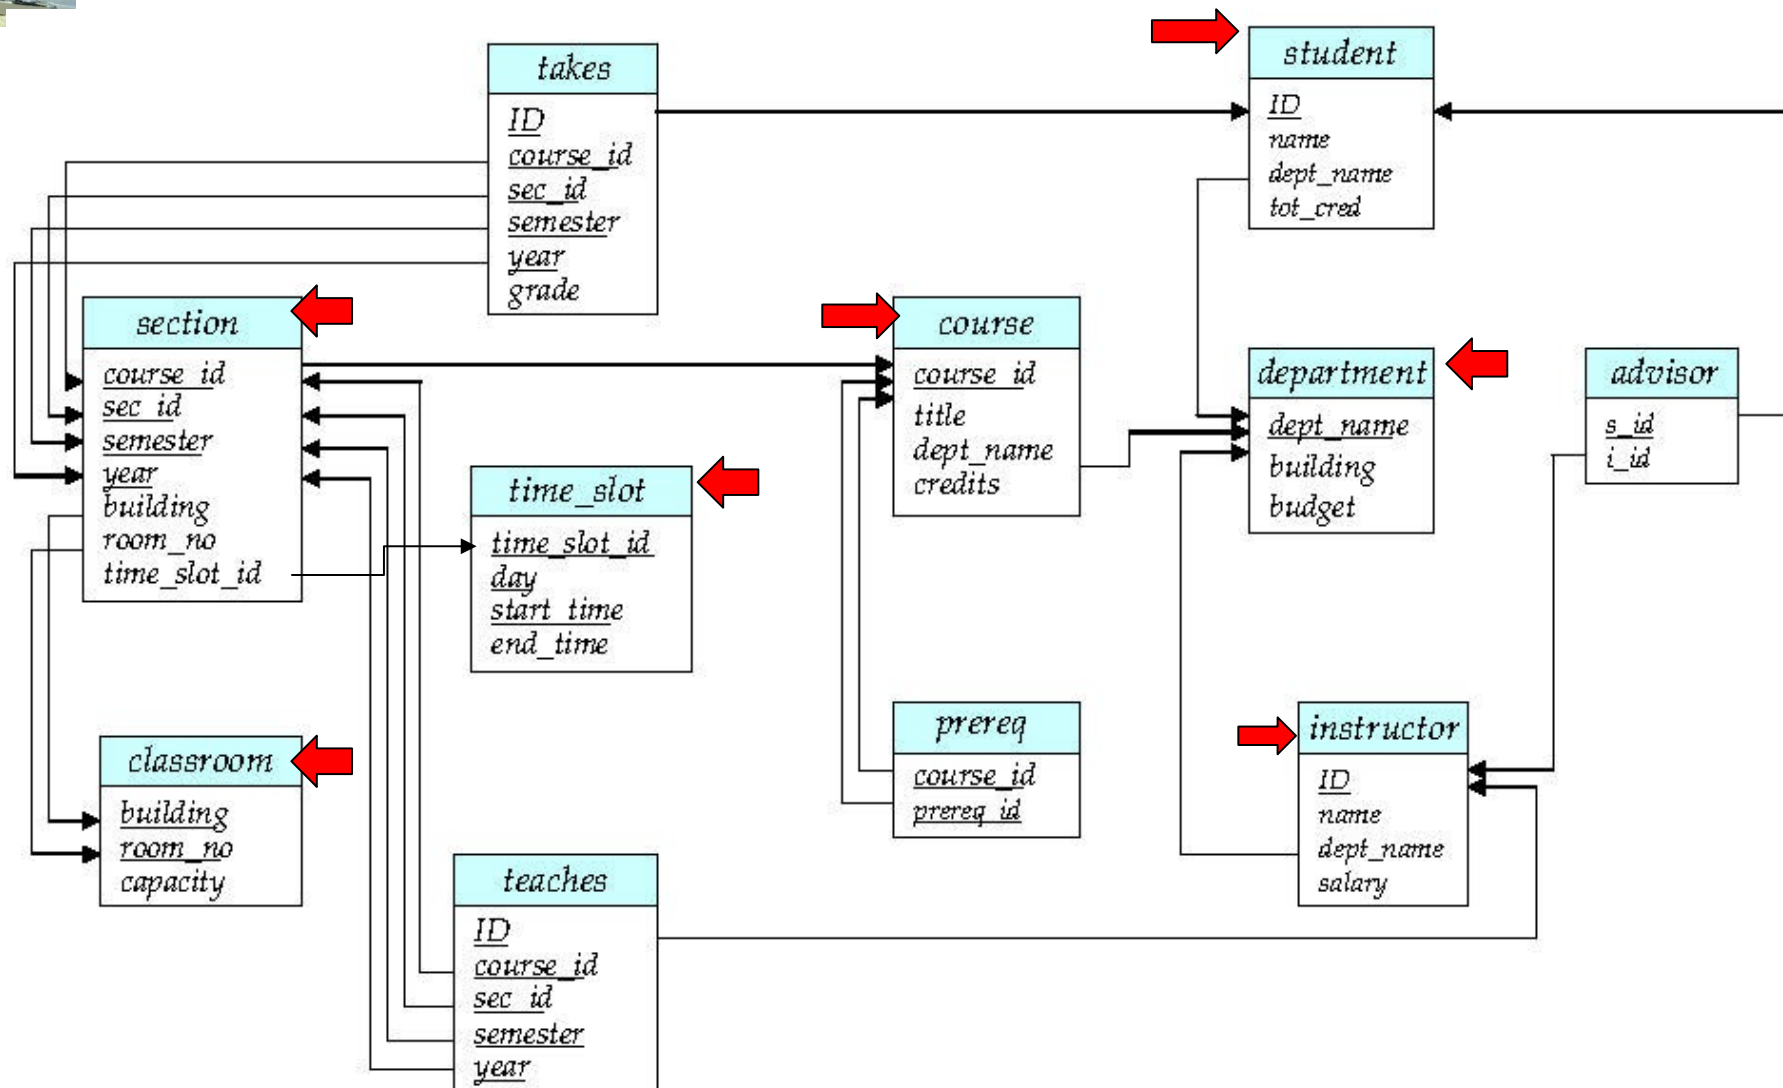 takes
ID
course_id
sec_id
semester
year
grade
student
ID
name
dept_name
tot_cred
section
course_id
sec_id
semester
year
building
room_no
time_slot_id
course
course_id
title
dept_name
credits
department
dept_name
building
budget
advisor
s_id
i_id
time_slot
time_slot_id
day
start_time
end_time
prereq
course_id
prereq_id
instructor
ID
name
dept_name
salary
classroom
building
room_no
capacity
teaches
ID
course_id
sec_id
semester
year